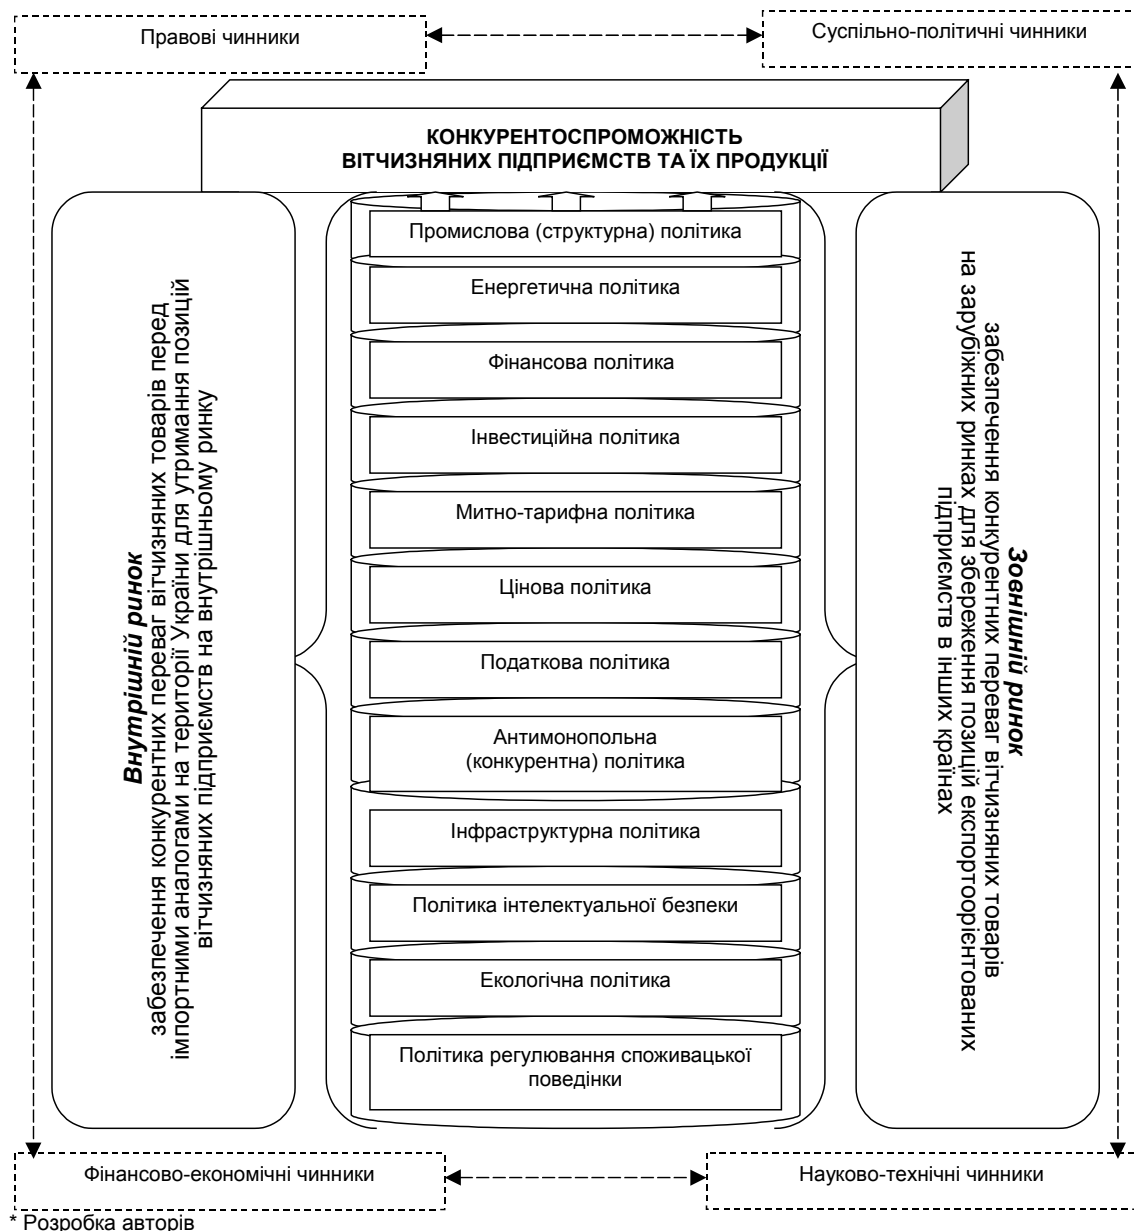 Правові чинники
Суспільно-політичні чинники
КОНКУРЕНТОСПРОМОЖНІСТЬ
ВІТЧИЗНЯНИХ ПІДПРИЄМСТВ ТА ЇХ ПРОДУКЦІЇ
Внутрішній ринок
забезпечення конкурентних переваг вітчизняних товарів перед
імпортними аналогами на території України для утримання позицій
вітчизняних підприємств на внутрішньому ринку
Промислова (структурна) політика
Енергетична політика
Фінансова політика
Інвестиційна політика
Митно-тарифна політика
Цінова політика
Податкова політика
Антимонопольна
(конкурентна) політика
Інфраструктурна політика
Політика інтелектуальної безпеки
Екологічна політика
Політика регулювання споживацької
поведінки
Зовнішній ринок
забезпечення конкурентних переваг вітчизняних товарів
на зарубіжних ринках для збереження позицій експортоорієнтованих
підприємств в інших країнах
Фінансово-економічні чинники
Науково-технічні чинники
* Розробка авторів